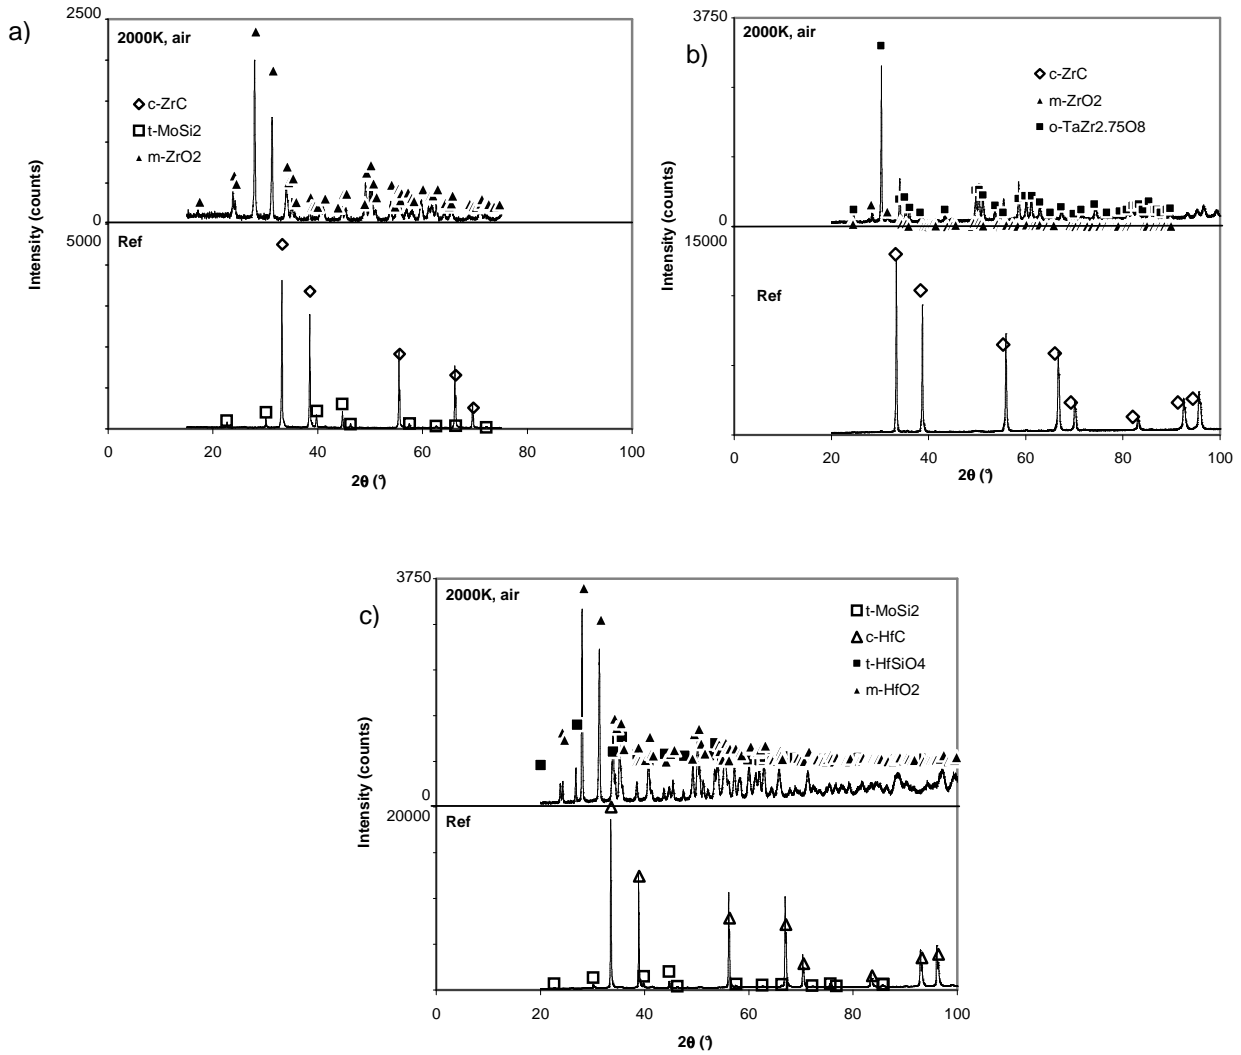 a)
2500
2000K, air
c-ZrC
t-MoSi2
m-ZrO2
0
5000
Ref
Intensity (counts)
0
20
40
60
80
100
2θ (°)
b)
3750
2000K, air
c-ZrC
m-ZrO2
o-TaZr2.75O8
0
15000
Ref
Intensity (counts)
0
20
40
60
80
100
2θ (°)
c)
3750
2000K, air
t-MoSi2
c-HfC
t-HfSiO4
m-HfO2
0
20000
Ref
Intensity (counts)
0
20
40
60
80
100
2θ (°)